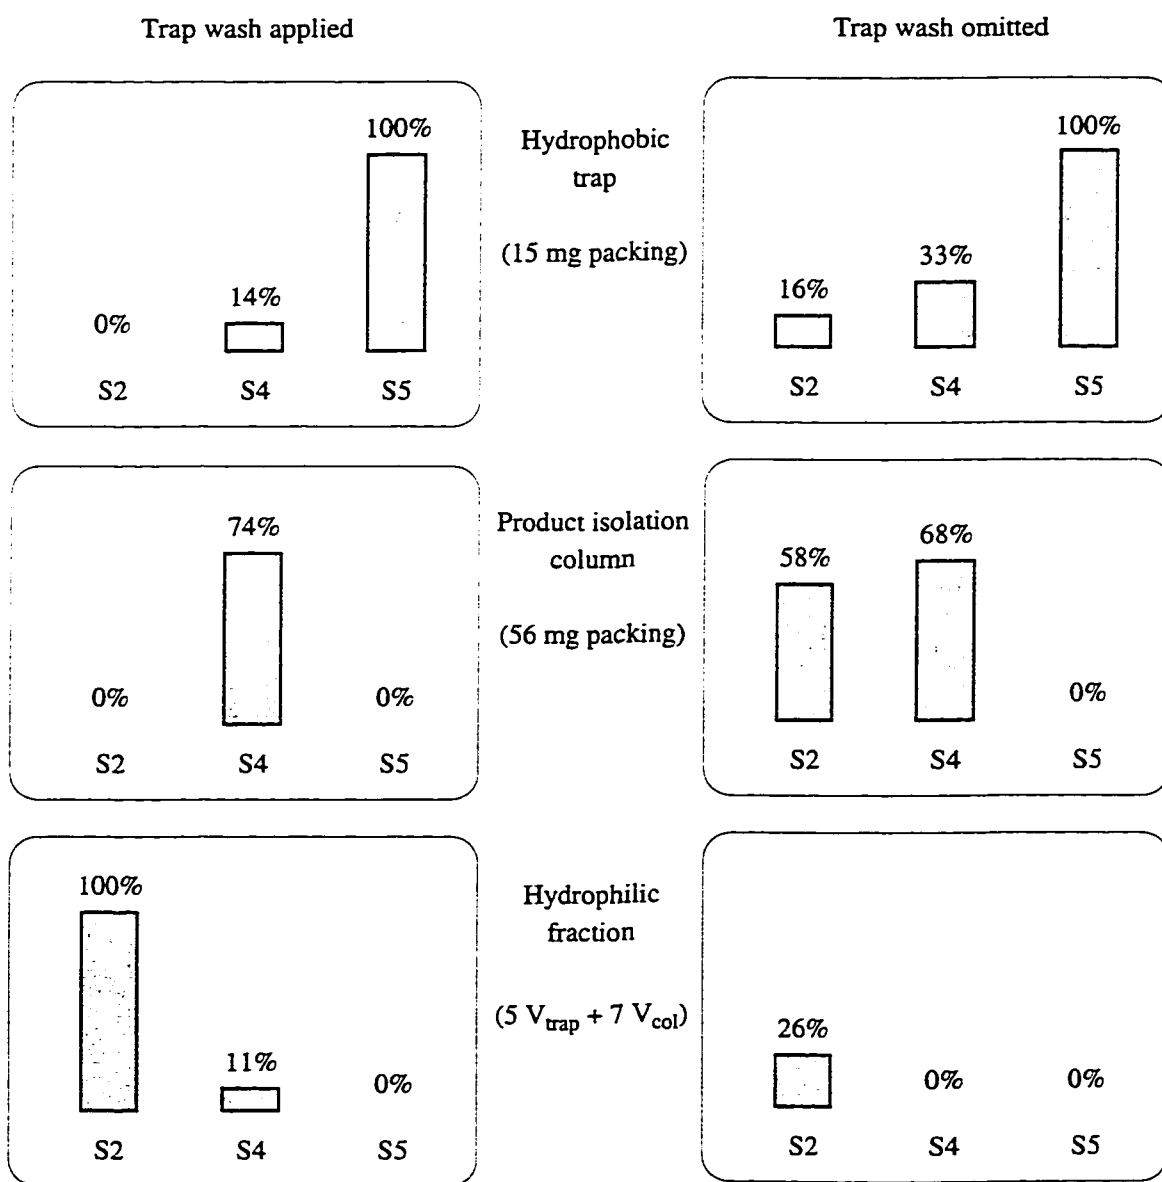 Trap wash applied
Trap wash omitted
100%
14%
0%
S2 S4 S5
Hydrophobic
trap
(15 mg packing)
100%
33%
16%
S2 S4 S5
74%
0% 0%
S2 S4 S5
Product isolation
column
(56 mg packing)
68%
58%
0%
S2 S4 S5
100%
11%
0%
S2 S4 S5
Hydrophilic
fraction
(5 Vtrap + 7 Vcol)
26%
0% 0%
S2 S4 S5